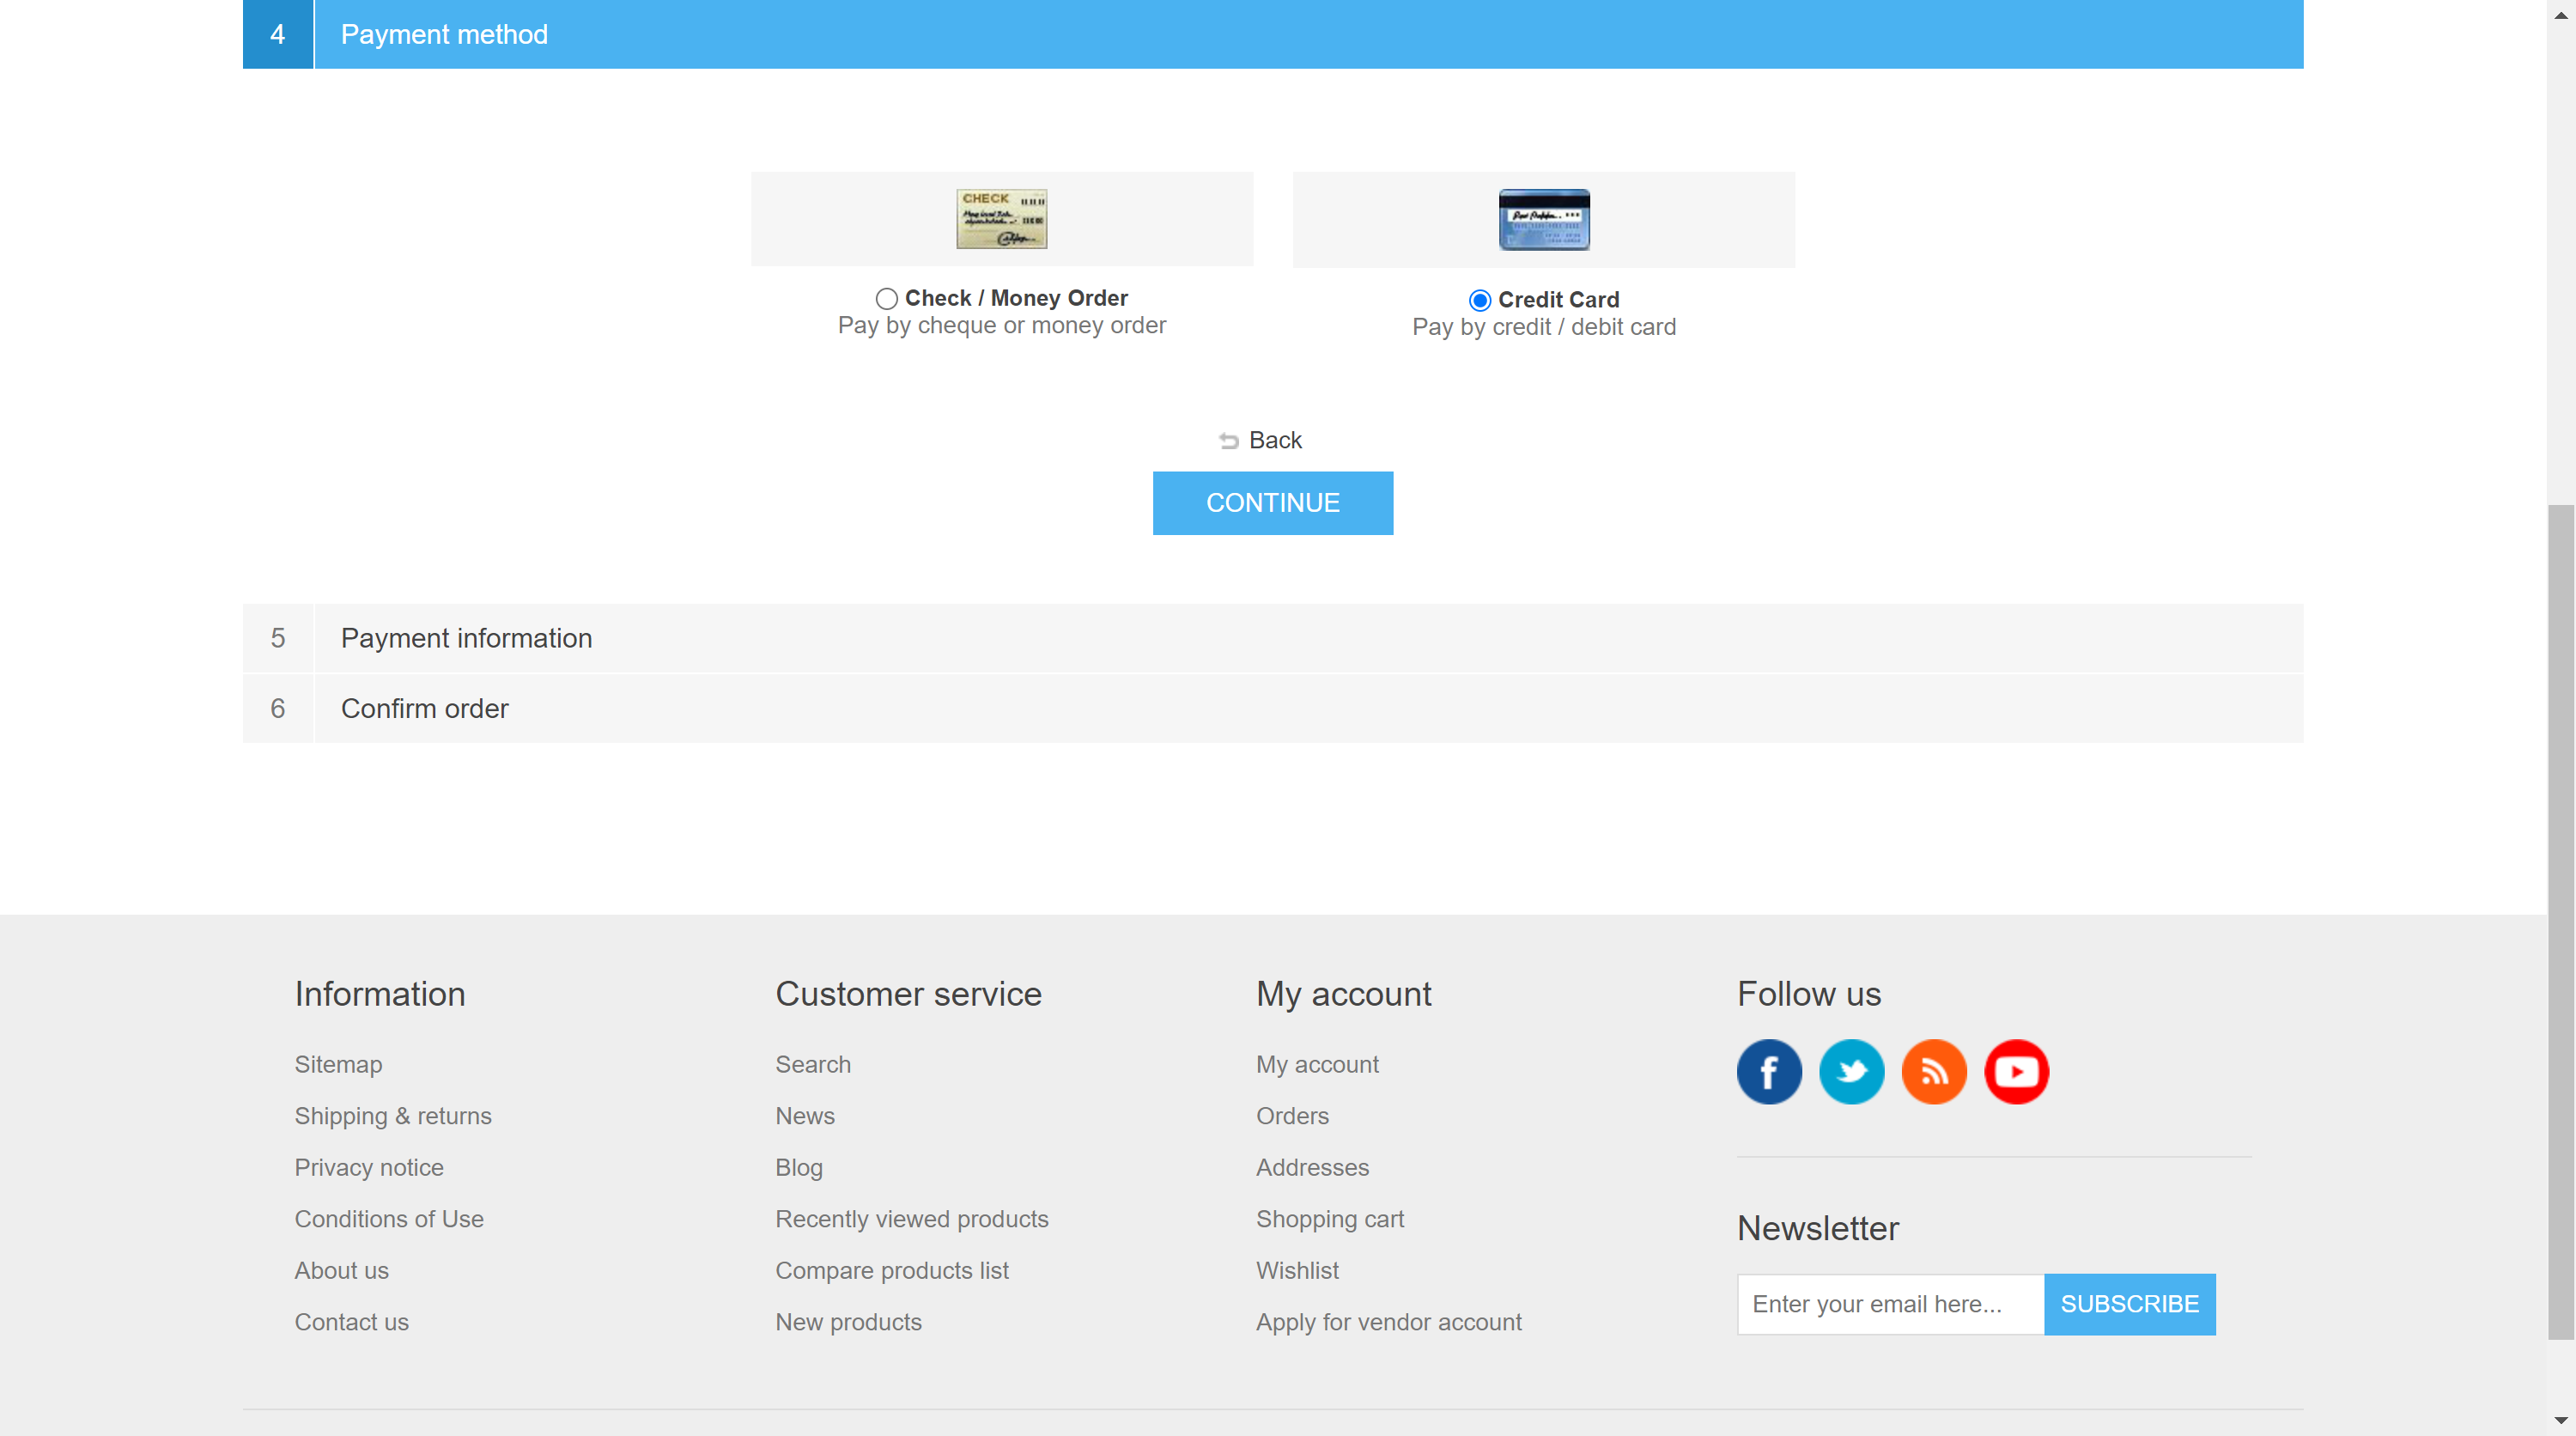 4 Payment method
CHECK
Check / Money Order
Pay by cheque or money order
Credit Card
Pay by credit / debit card
Back
CONTINUE
5 Payment information
6 Confirm order
Information
Sitemap
Shipping & returns
Privacy notice
Conditions of Use
About us
Contact us
Customer service
Search
News
Blog
Recently viewed products
Compare products list
New products
My account
My account
Orders
Addresses
Shopping cart
Wishlist
Apply for vendor account
Follow us
Newsletter
Enter your email here...
SUBSCRIBE